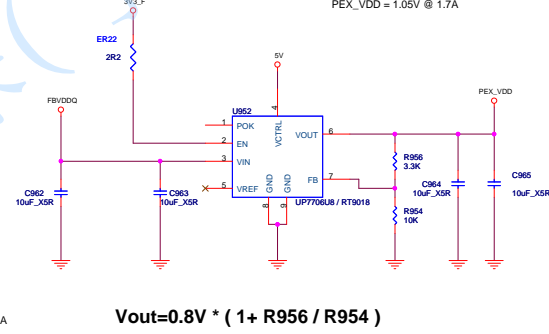 3V3_F
PEX_VDD = 1.05V @ 1.7A
ER22
2R2
5V
FBVDDQ
PEX_VDD
U952
1 POK
4 VCTRL
VOUT 6
2 EN
3 VIN
R956
3.3K
FB 7
C962
10uF_X5R
C963
10uF_X5R
5 VREF
GND 8
GND 9
C964
10uF_X5R
C965
10uF_X5R
UP7706U8 / RT9018
R954
10K
A
Vout=0.8V * ( 1+ R956 / R954 )